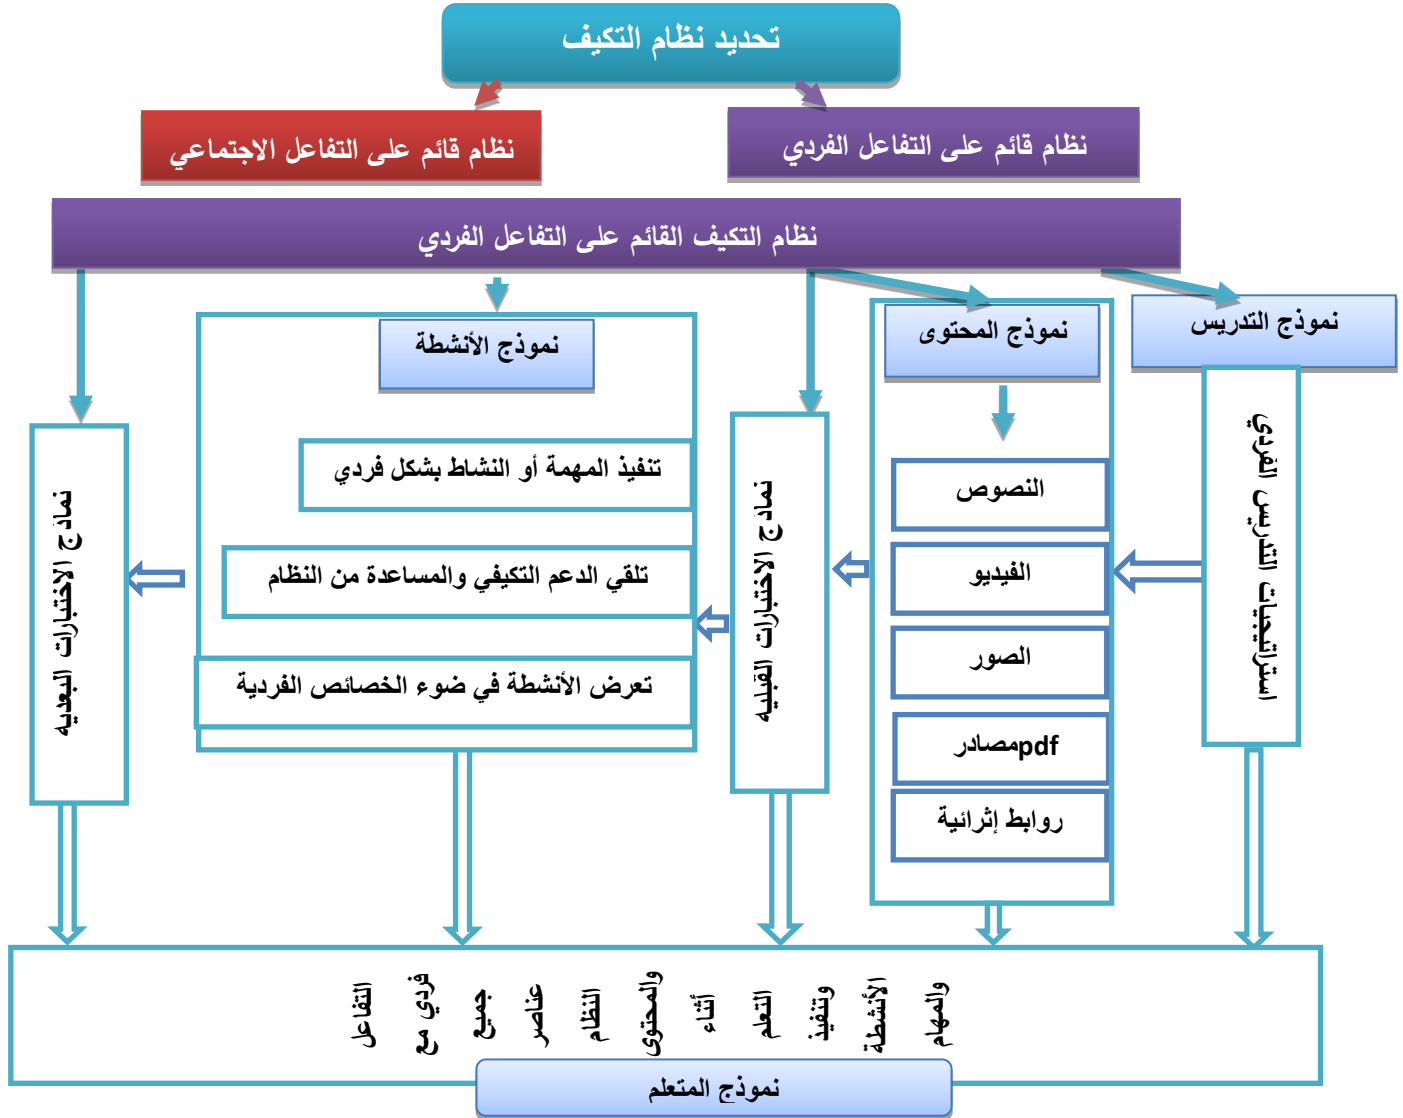 تحديد نظام التكيف
نظام قائم على التفاعل الفردي
نظام قائم على التفاعل الاجتماعي
نظام التكيف القائم على التفاعل الفردي
نموذج التدريس
استراتيجيات التدريس الفردي
نموذج المحتوى
النصوص
الفيديو
الصور
مصادرpdf
روابط إثرائية
نماذج الاختبارات القبليه
نموذج الأنشطة
تنفيذ المهمة أو النشاط بشكل فردي
تلقي الدعم التكيفي والمساعدة من النظام
تعرض الأنشطة في ضوء الخصائص الفردية
نماذج الاختبارات البعديه
التفاعل
فردي مع
جميع
عناصر
النظام
والمحتوى
أثناء
التعلم
وتنفيذ
الأنشطة
والمهام
نموذج المتعلم